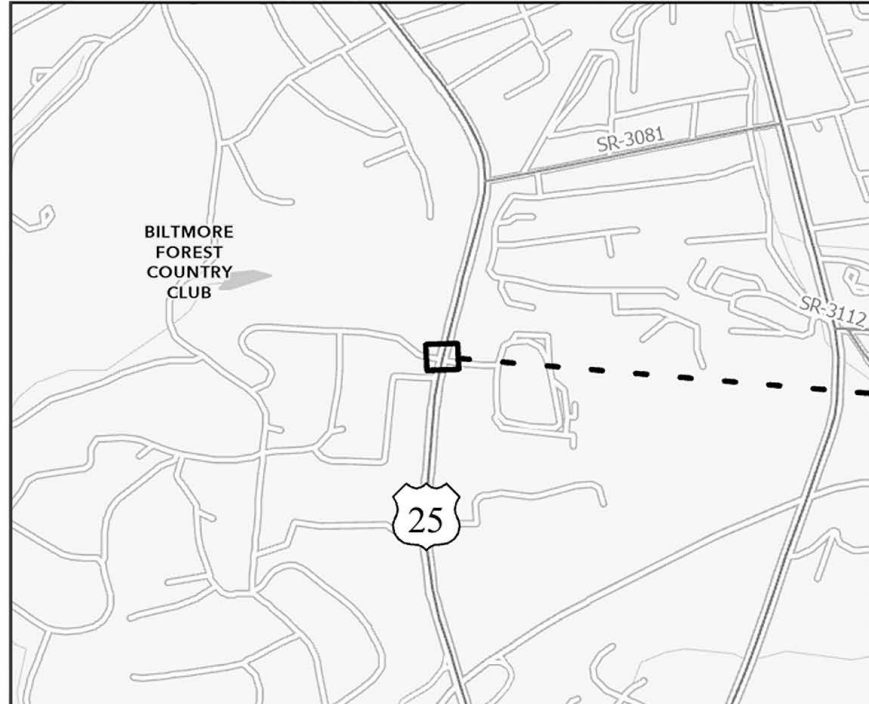 SR-3081
BILTMORE
FOREST
COUNTRY
CLUB
SR-3112
25